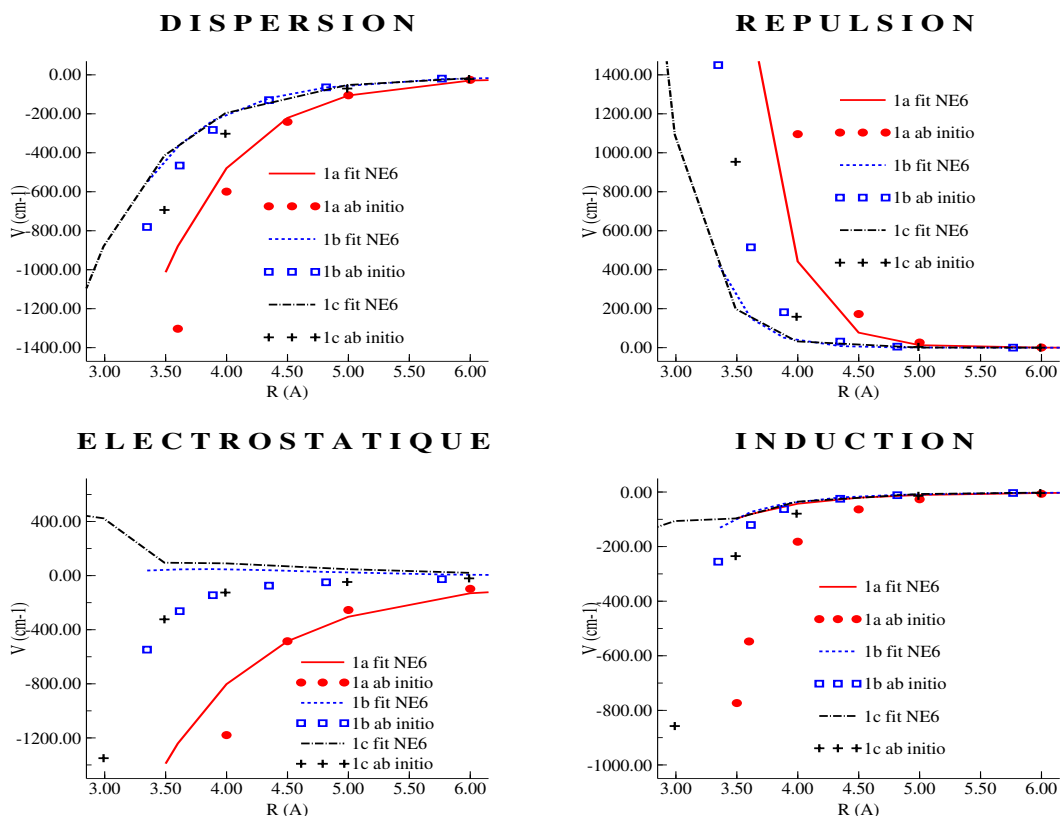 DISPERSION
0.00
-200.00
-400.00
-600.00
-800.00
-1000.00
-1200.00
-1400.00
V (cm-1)
1a fit NE6
1a ab initio
1b fit NE6
1b ab initio
1c fit NE6
1c ab initio
3.00 3.50 4.00 4.50 5.00 5.50 6.00
R (A)
REPULSION
1400.00
1200.00
1000.00
800.00
600.00
400.00
200.00
0.00
V (cm-1)
1a fit NE6
1a ab initio
1b fit NE6
1b ab initio
1c fit NE6
1c ab initio
3.00 3.50 4.00 4.50 5.00 5.50 6.00
R (A)
ELECTROSTATIQUE
400.00
0.00
-400.00
-800.00
-1200.00
V (cm-1)
1a fit NE6
1a ab initio
1b fit NE6
1b ab initio
1c fit NE6
1c ab initio
3.00 3.50 4.00 4.50 5.00 5.50 6.00
R (A)
INDUCTION
0.00
-200.00
-400.00
-600.00
-800.00
-1000.00
V (cm-1)
1a fit NE6
1a ab initio
1b fit NE6
1b ab initio
1c fit NE6
1c ab initio
3.00 3.50 4.00 4.50 5.00 5.50 6.00
R (A)